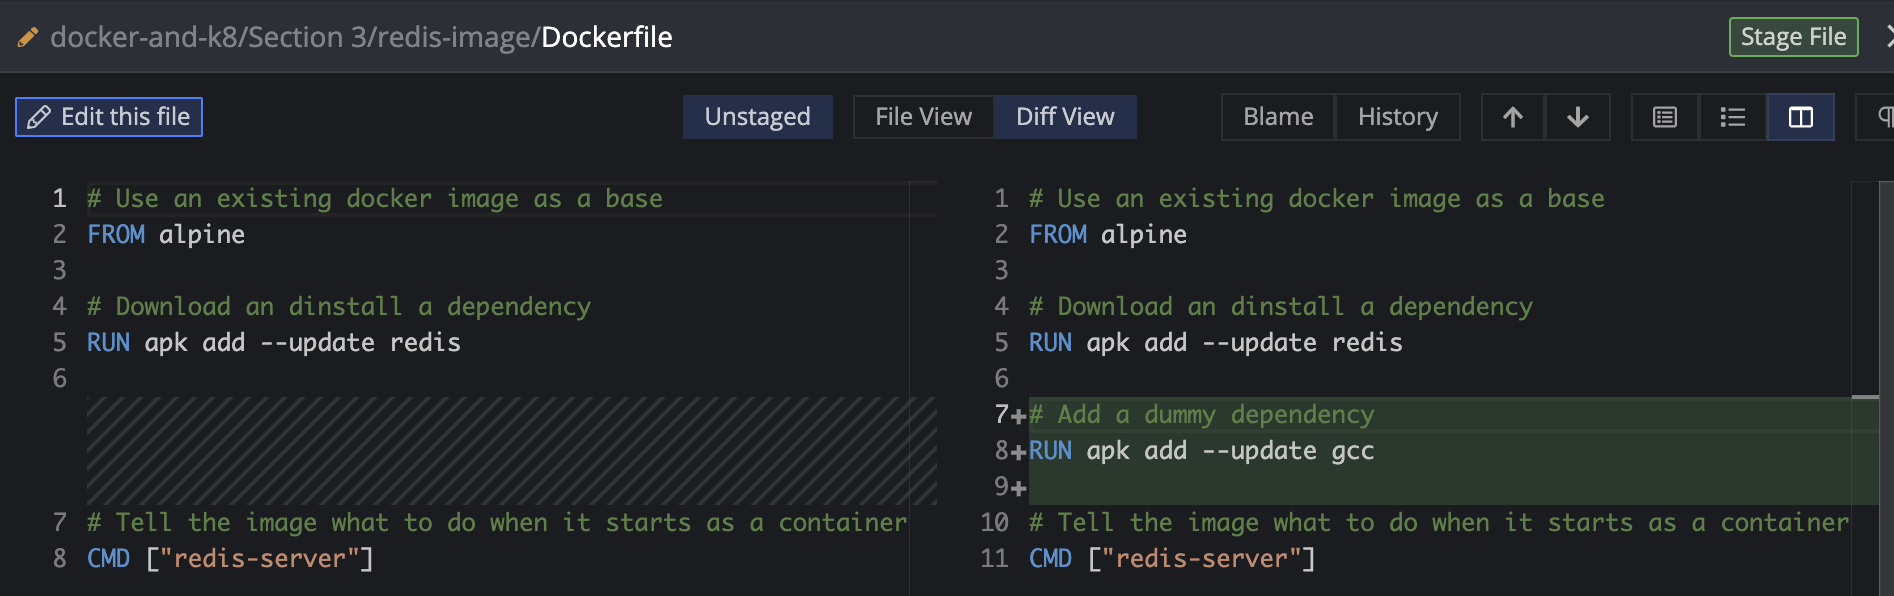 docker-and-k8/Section 3/redis-image/Dockerfile
Stage File
Edit this file
Unstaged
File View
Diff View
Blame
History
1 # Use an existing docker image as a base
2 FROM alpine
3
4 # Download an dinstall a dependency
5 RUN apk add --update redis
6
7 # Tell the image what to do when it starts as a container
8 CMD ["redis-server"]
1 # Use an existing docker image as a base
2 FROM alpine
3
4 # Download an dinstall a dependency
5 RUN apk add --update redis
6
7+# Add a dummy dependency
8+RUN apk add --update gcc
9+
10 # Tell the image what to do when it starts as a container
11 CMD ["redis-server"]